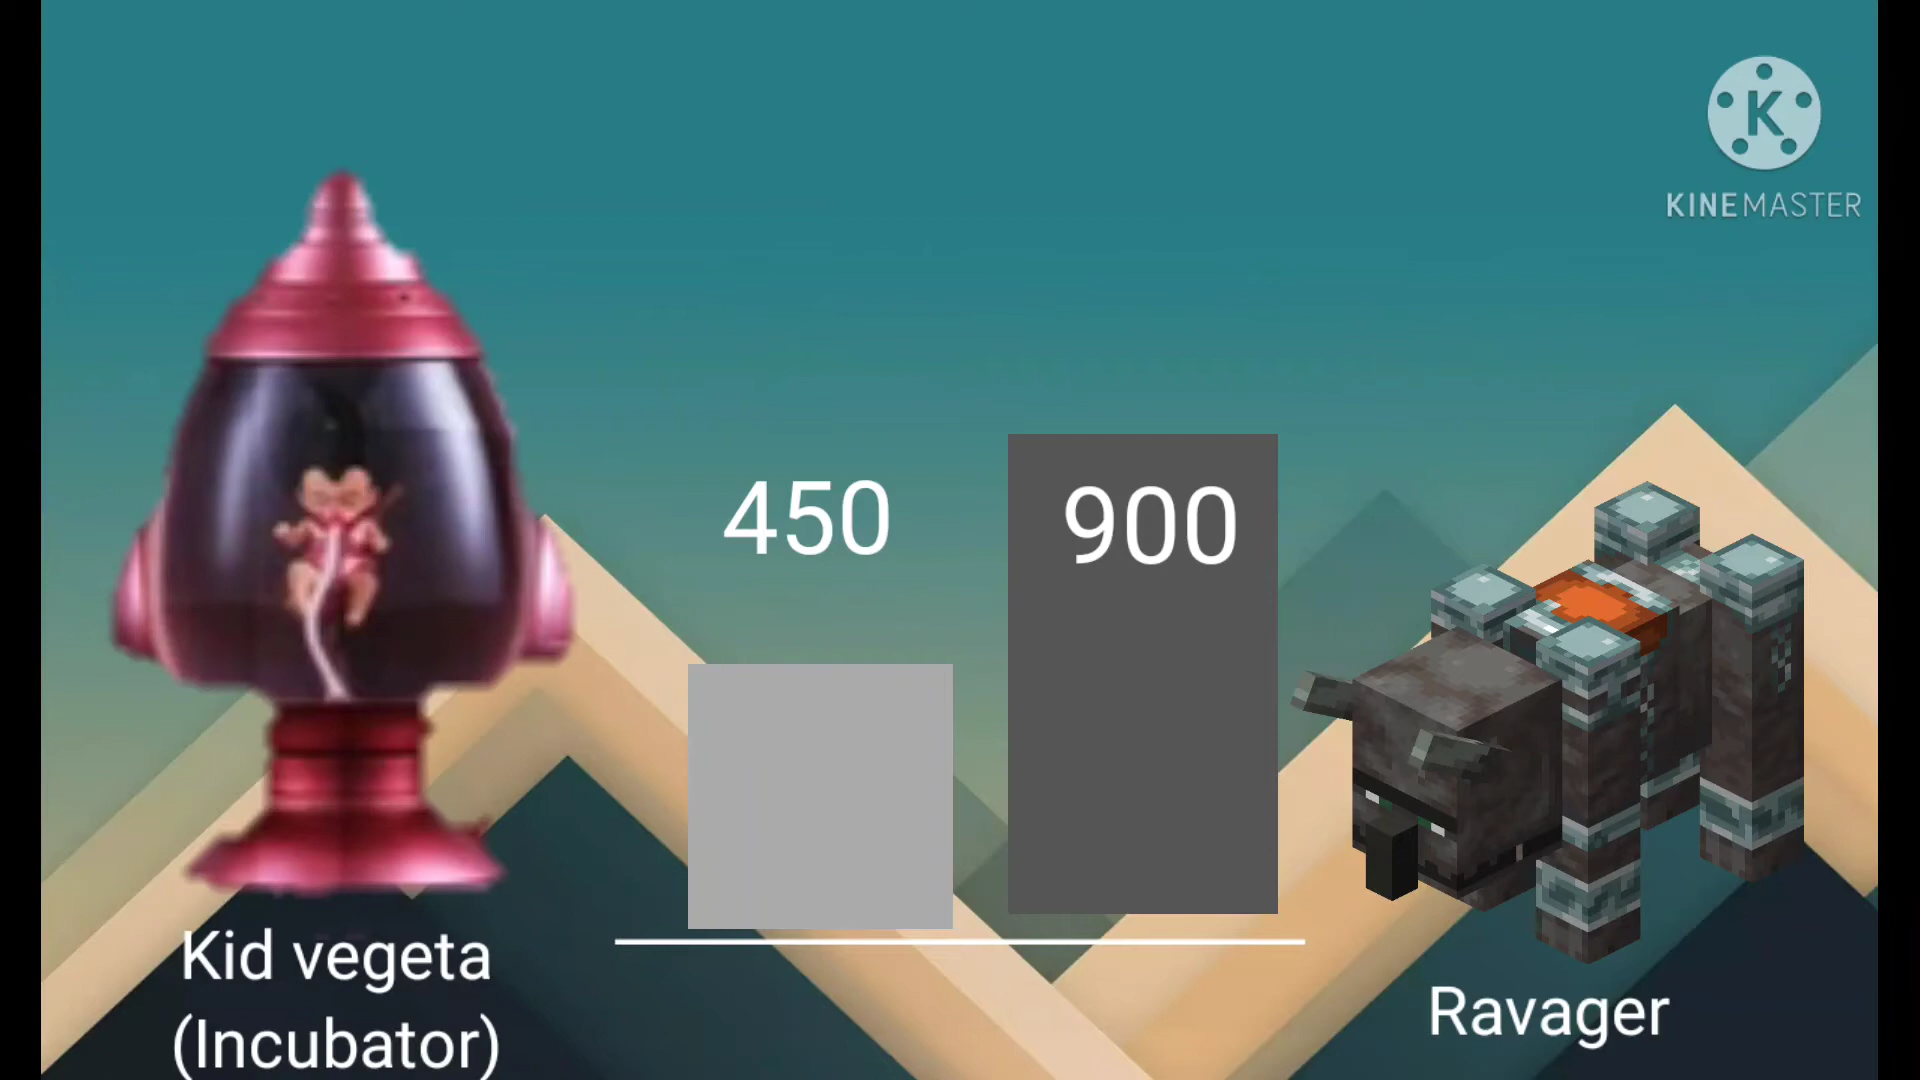 K
KINEMASTER
450
900
Kid vegeta
(Incubator)
Ravager